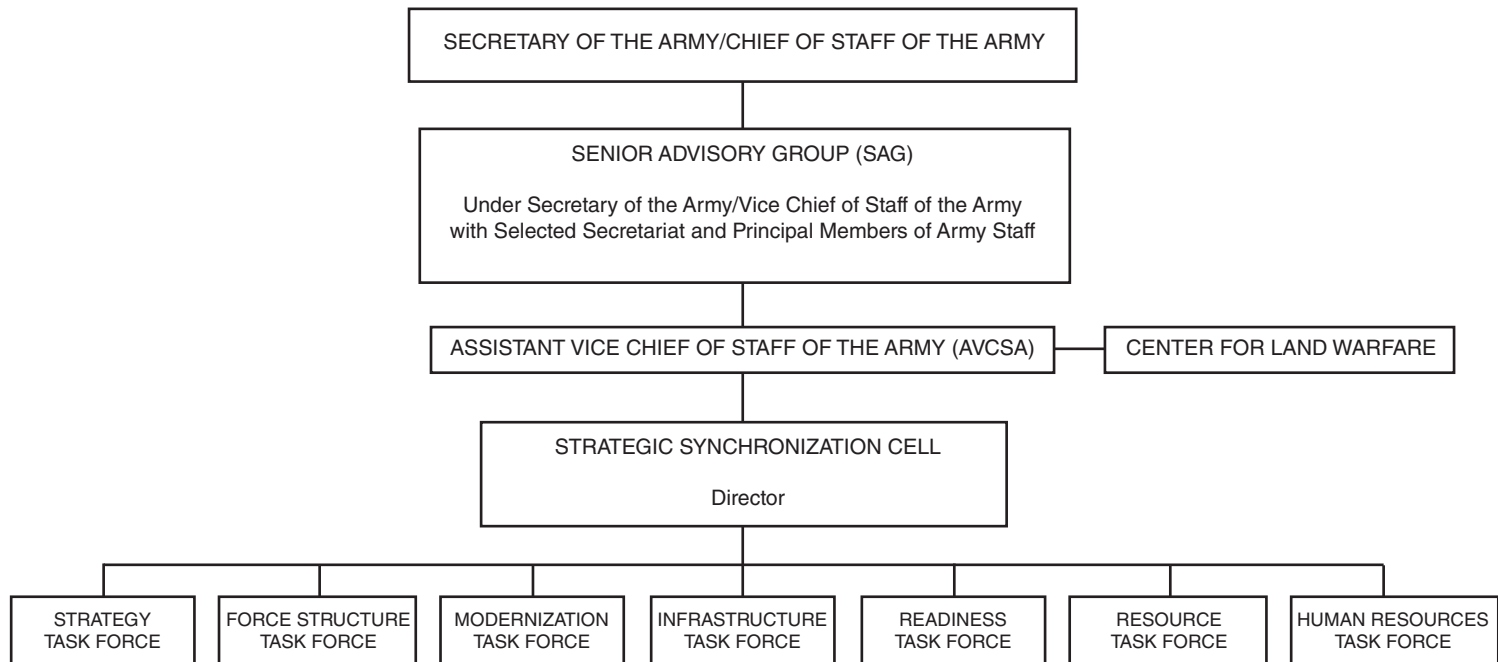 SECRETARY OF THE ARMY/CHIEF OF STAFF OF THE ARMY
SENIOR ADVISORY GROUP (SAG)
Under Secretary of the Army/Vice Chief of Staff of the Army
with Selected Secretariat and Principal Members of Army Staff
ASSISTANT VICE CHIEF OF STAFF OF THE ARMY (AVCSA)
CENTER FOR LAND WARFARE
STRATEGIC SYNCHRONIZATION CELL
Director
STRATEGY
TASK FORCE
FORCE STRUCTURE
TASK FORCE
MODERNIZATION
TASK FORCE
INFRASTRUCTURE
TASK FORCE
READINESS
TASK FORCE
RESOURCE
TASK FORCE
HUMAN RESOURCES
TASK FORCE